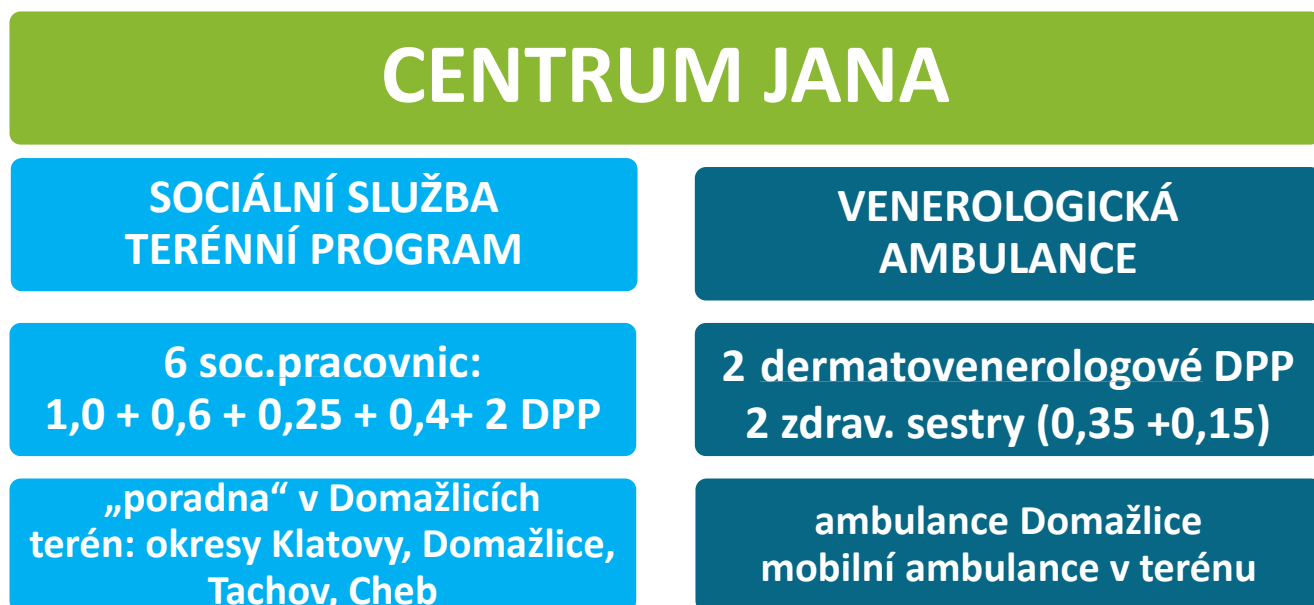 CENTRUM JANA
SOCIÁLNÍ SLUŽBA
TERÉNNÍ PROGRAM
6 soc.pracovnic:
1,0 + 0,6 + 0,25 + 0,4+ 2 DPP
„poradna“ v Domažlicích
terén: okresy Klatovy, Domažlice,
Tachov, Cheb
VENEROLOGICKÁ
AMBULANCE
2 dermatovenerologové DPP
2 zdrav. sestry (0,35 +0,15)
ambulance Domažlice
mobilní ambulance v terénu